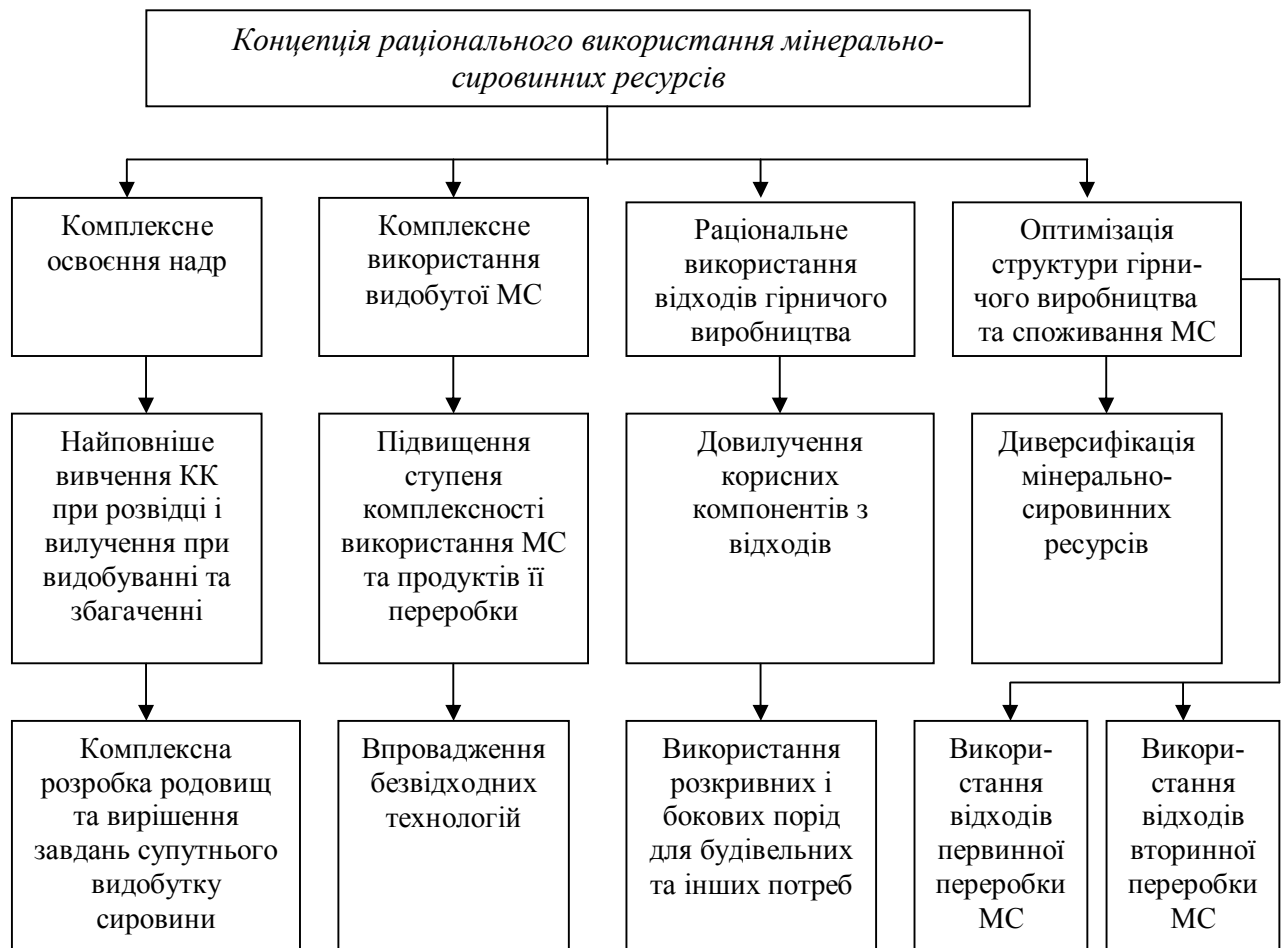 Концепція раціонального використання мінерально-
сировинних ресурсів
Комплексне
освоєння надр
Комплексне
використання
видобутої МС
Раціональне
використання
відходів гірничого
виробництва
Оптимізація
структури гірни-
чого виробництва
та споживання МС
Найповніше
вивчення КК
при розвідці і
вилучення при
видобуванні та
збагаченні
Підвищення
ступеня
комплексності
використання МС
та продуктів її
переробки
Довилучення
корисних
компонентів з
відходів
Диверсифікація
мінерально-
сировинних
ресурсів
Комплексна
розробка родовищ
та вирішення
завдань супутнього
видобутку
сировини
Впровадження
безвідходних
технологій
Використання
розкривних і
бокових порід
для будівельних
та інших потреб
Викори-
стання
відходів
первинної
переробки
МС
Викори-
стання
відходів
вторинної
переробки
МС